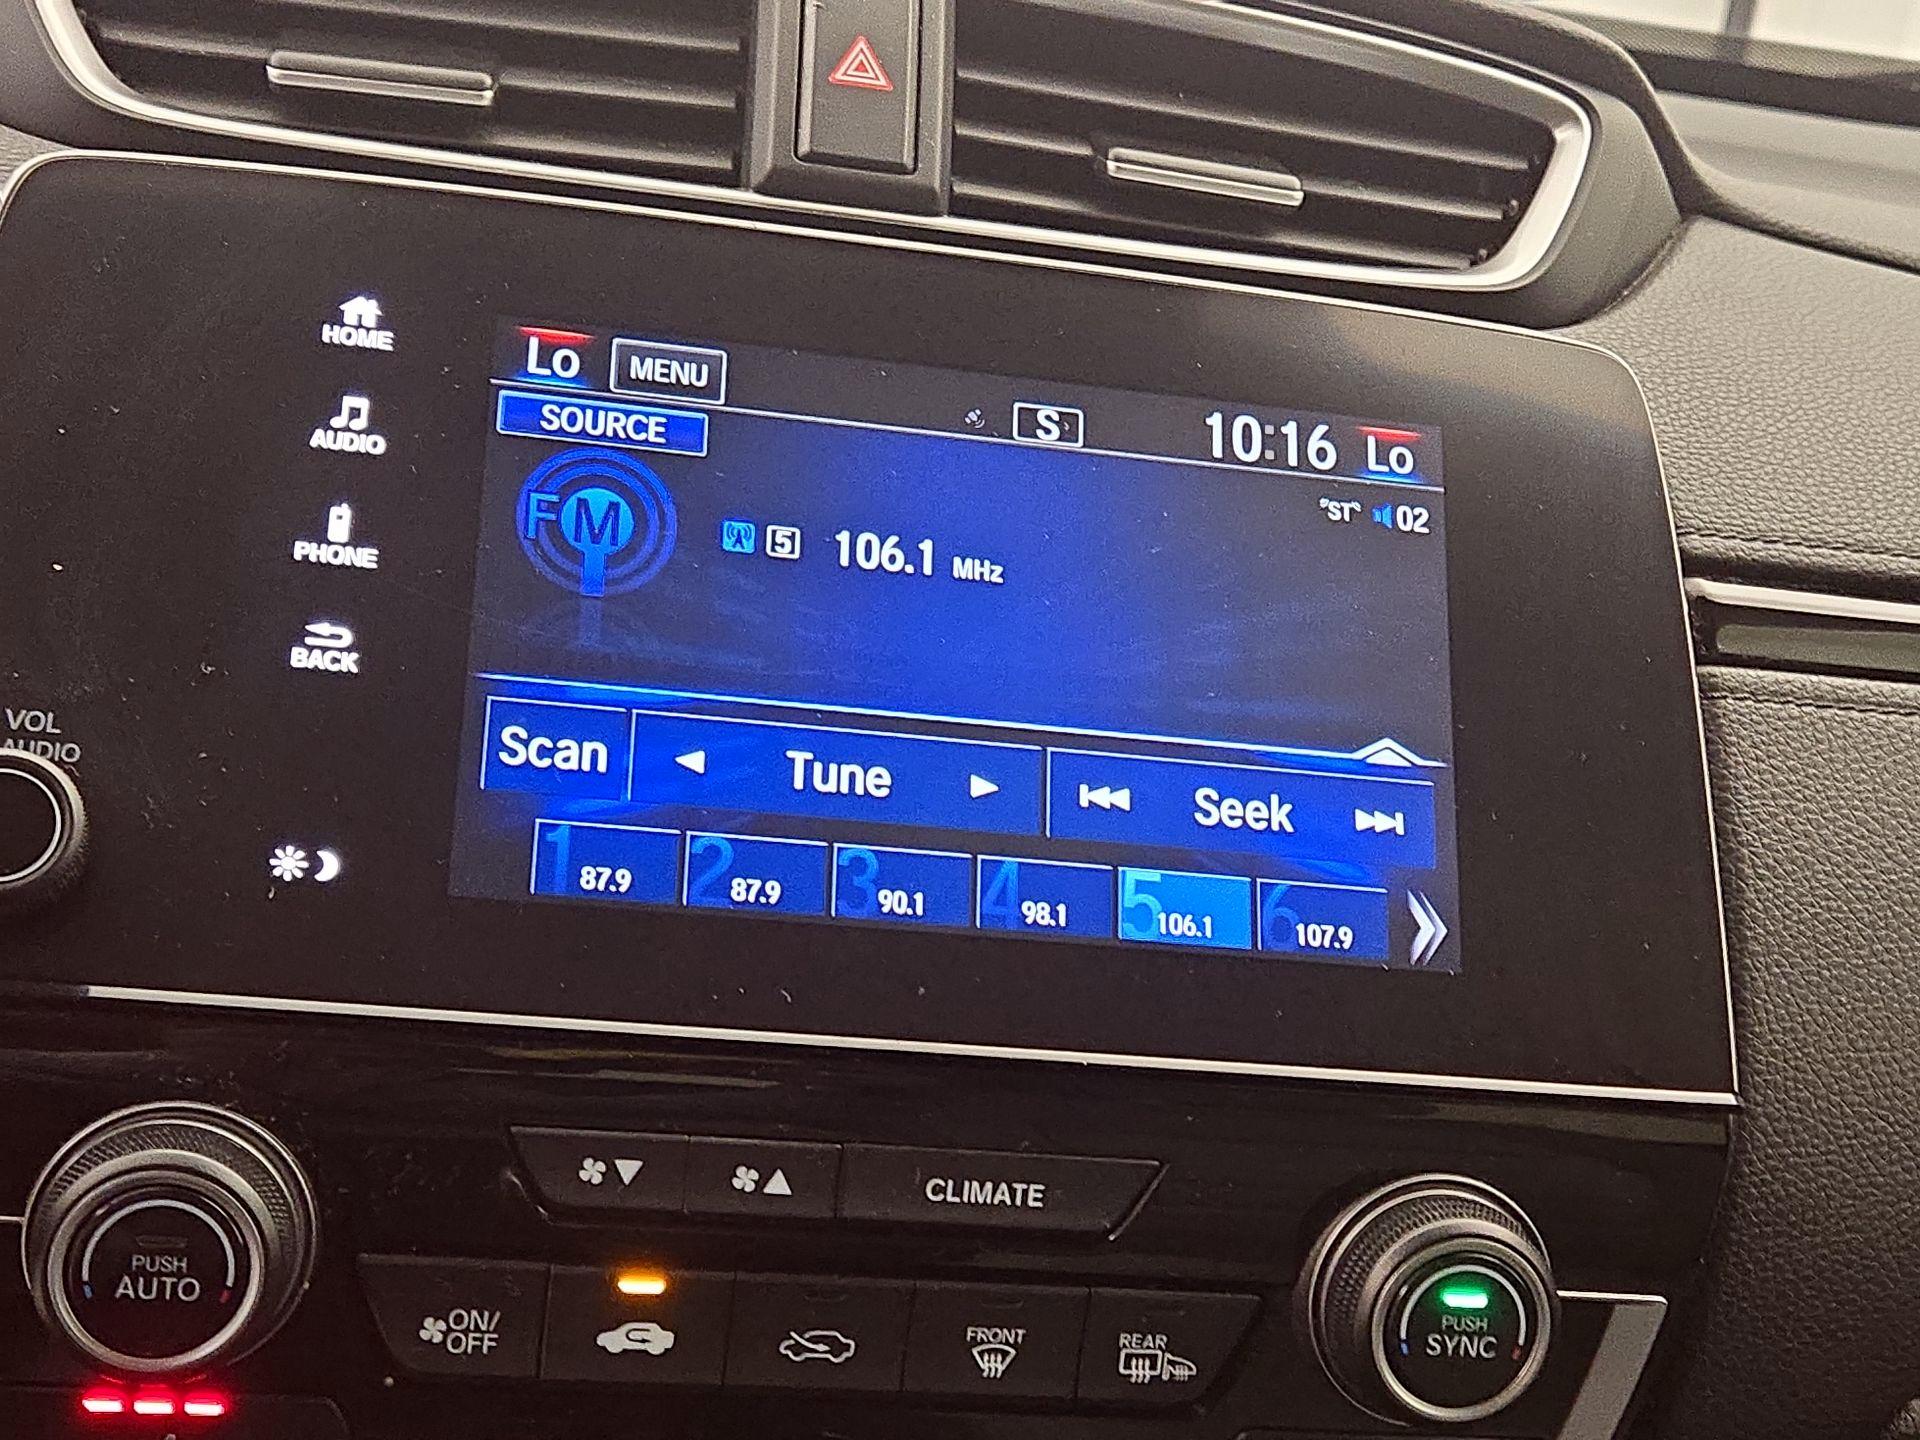 HOME
AUDIO
PHONE
BACK
VOL
AUDIO
Lo MENU S 10:16 Lo
SOURCE
FM 5 106.1 MHz
"ST" 02
Scan Tune Seek
1 87.9 2 87.9 3 90.1 4 98.1 5 106.1 6 107.9
CLIMATE
PUSH
AUTO
ON/
OFF
FRONT
REAR
PUSH
SYNC